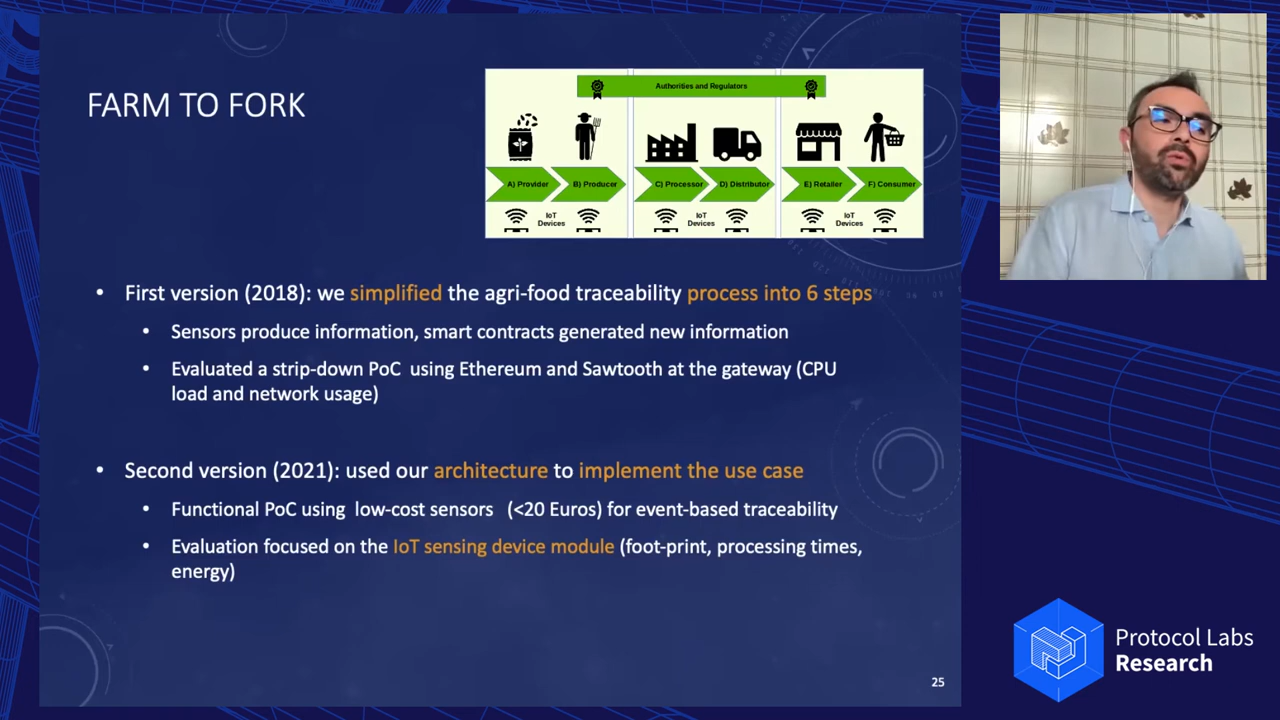 FARM TO FORK
Authorities and Regulators
A) Provider
B) Producer
C) Processor
D) Distributor
E) Retailer
F) Consumer
IoT
Devices
IoT
Devices
IoT
Devices
• First version (2018): we simplified the agri-food traceability process into 6 steps
• Sensors produce information, smart contracts generated new information
• Evaluated a strip-down PoC using Ethereum and Sawtooth at the gateway (CPU
load and network usage)
• Second version (2021): used our architecture to implement the use case
• Functional PoC using low-cost sensors (<20 Euros) for event-based traceability
• Evaluation focused on the IoT sensing device module (foot-print, processing times,
energy)
25
Protocol Labs
Research